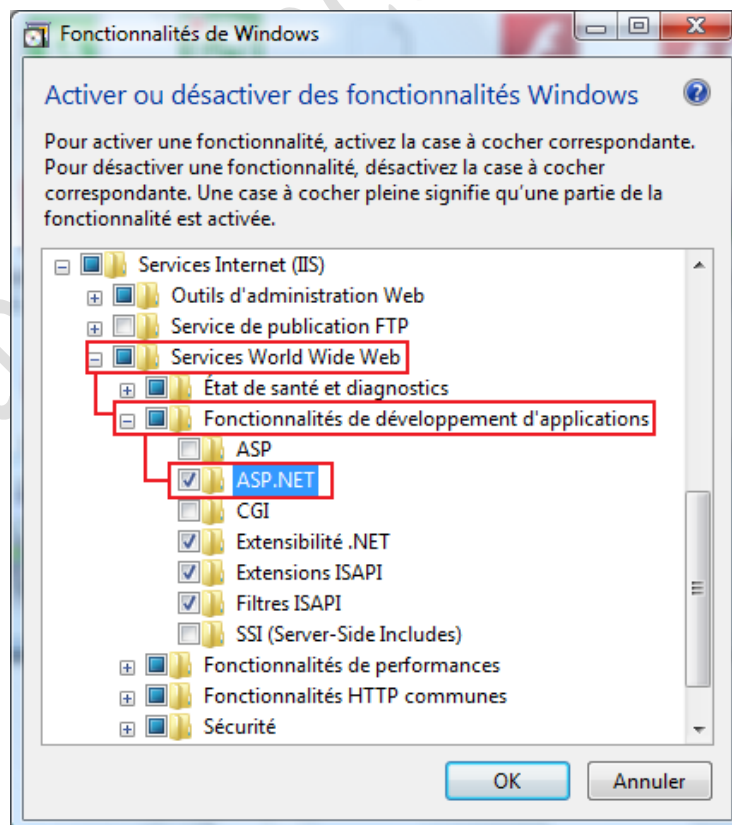 Fonctionnalités de Windows
Activer ou désactiver des fonctionnalités Windows
Pour activer une fonctionnalité, activez la case à cocher correspondante.
Pour désactiver une fonctionnalité, désactivez la case à cocher
correspondante. Une case à cocher pleine signifie qu'une partie de la
fonctionnalité est activée.
Services Internet (IIS)
Outils d'administration Web
Service de publication FTP
Services World Wide Web
État de santé et diagnostics
Fonctionnalités de développement d'applications
ASP
ASP.NET
CGI
Extensibilité .NET
Extensions ISAPI
Filtres ISAPI
SSI (Server-Side Includes)
Fonctionnalités de performances
Fonctionnalités HTTP communes
Sécurité
OK Annuler